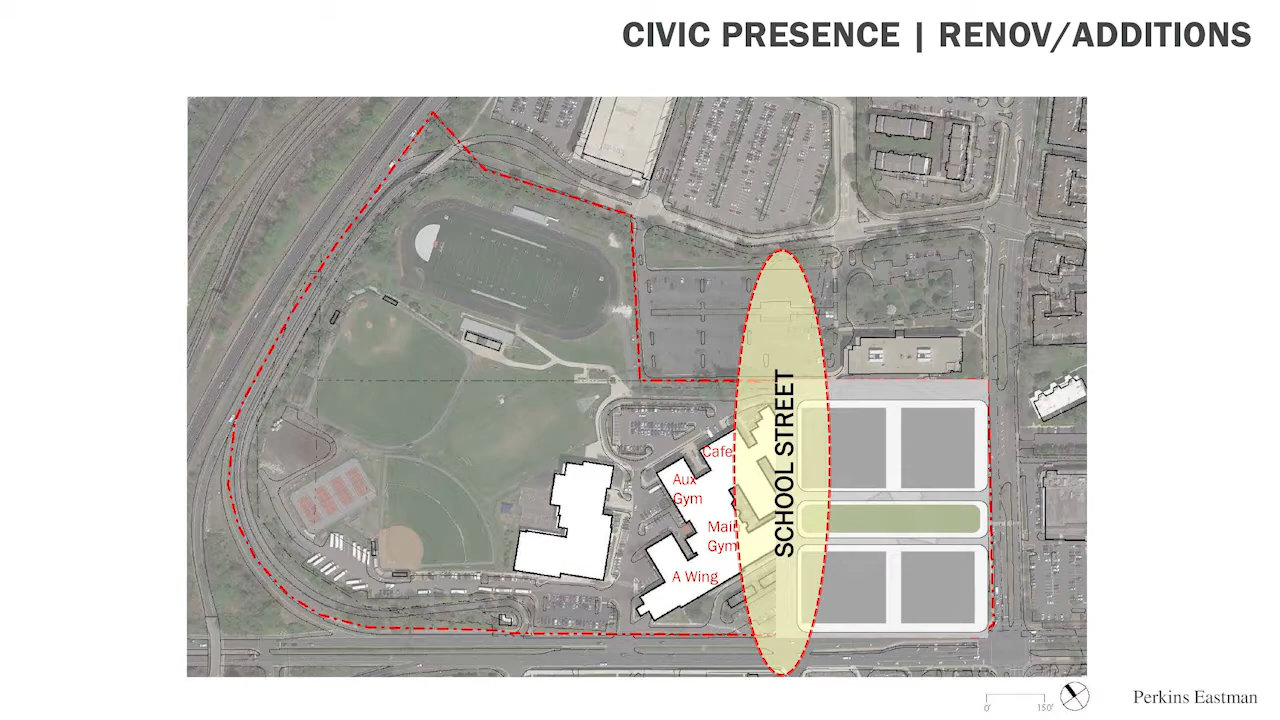 CIVIC PRESENCE | RENOV/ADDITIONS
Cafe
Aux
Gym
Main
Gym
A Wing
SCHOOL STREET
0' 150'
Perkins Eastman